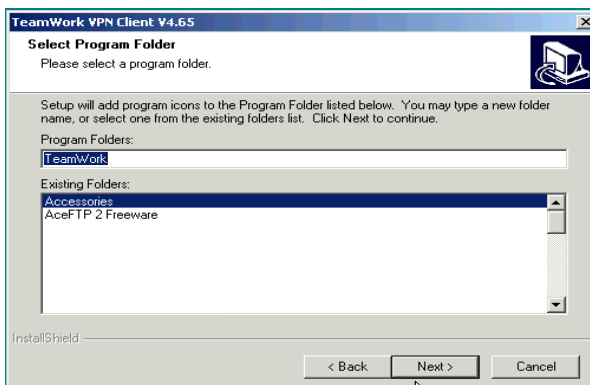 TeamWork VPN Client V4.65
Select Program Folder
Please select a program folder.
Setup will add program icons to the Program Folder listed below. You may type a new folder
name, or select one from the existing folders list. Click Next to continue.
Program Folders:
TeamWork
Existing Folders:
Accessories
AceFTP 2 Freeware
InstallShield
< Back
Next >
Cancel